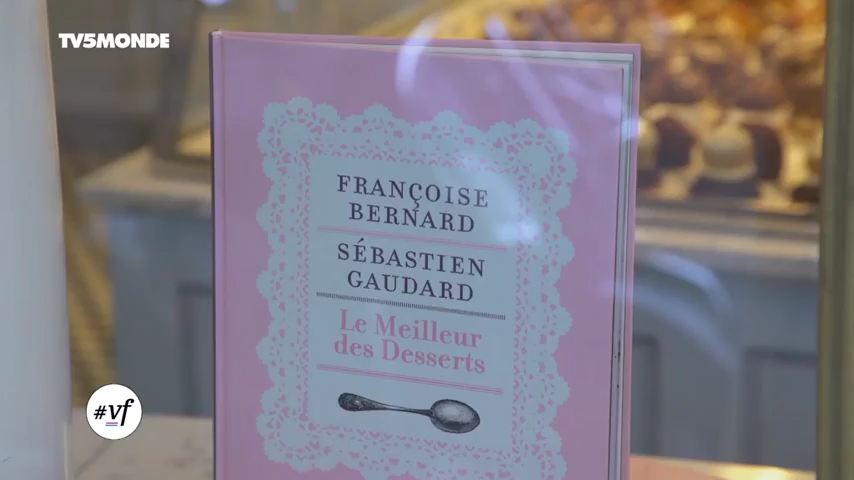 TV5MONDE
FRANÇOISE
BERNARD
SÉBASTIEN
GAUDARD
Le Meilleur
des Desserts
#vf